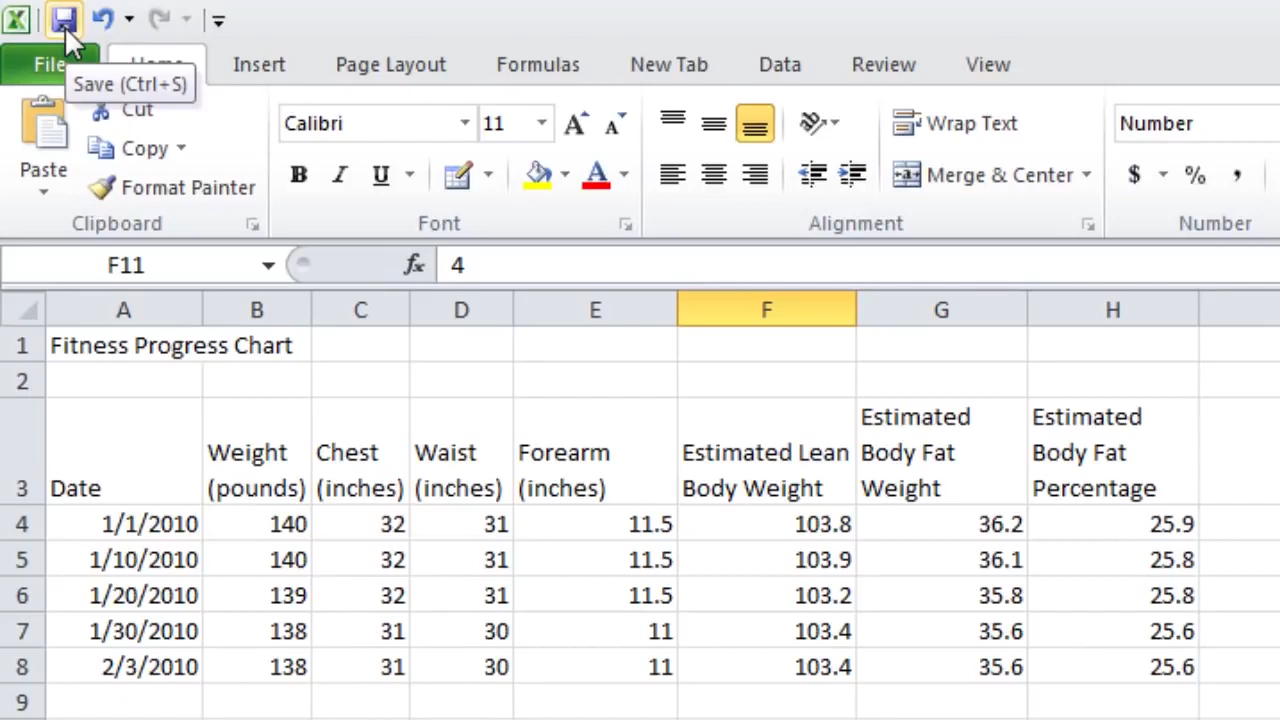 File Home Insert Page Layout Formulas New Tab Data Review View
Save (Ctrl+S)
Cut
Paste
Copy
Format Painter
Clipboard
Calibri 11
B I U A
Font
Wrap Text
Merge & Center
Alignment
Number
$ % ,
Number
F11 fx 4
A B C D E F G H
1 Fitness Progress Chart
2
3 Date Weight (pounds) Chest (inches) Waist (inches) Forearm (inches) Estimated Lean Body Weight Estimated Body Fat Weight Estimated Body Fat Percentage
4 1/1/2010 140 32 31 11.5 103.8 36.2 25.9
5 1/10/2010 140 32 31 11.5 103.9 36.1 25.8
6 1/20/2010 139 32 31 11.5 103.2 35.8 25.8
7 1/30/2010 138 31 30 11 103.4 35.6 25.6
8 2/3/2010 138 31 30 11 103.4 35.6 25.6
9